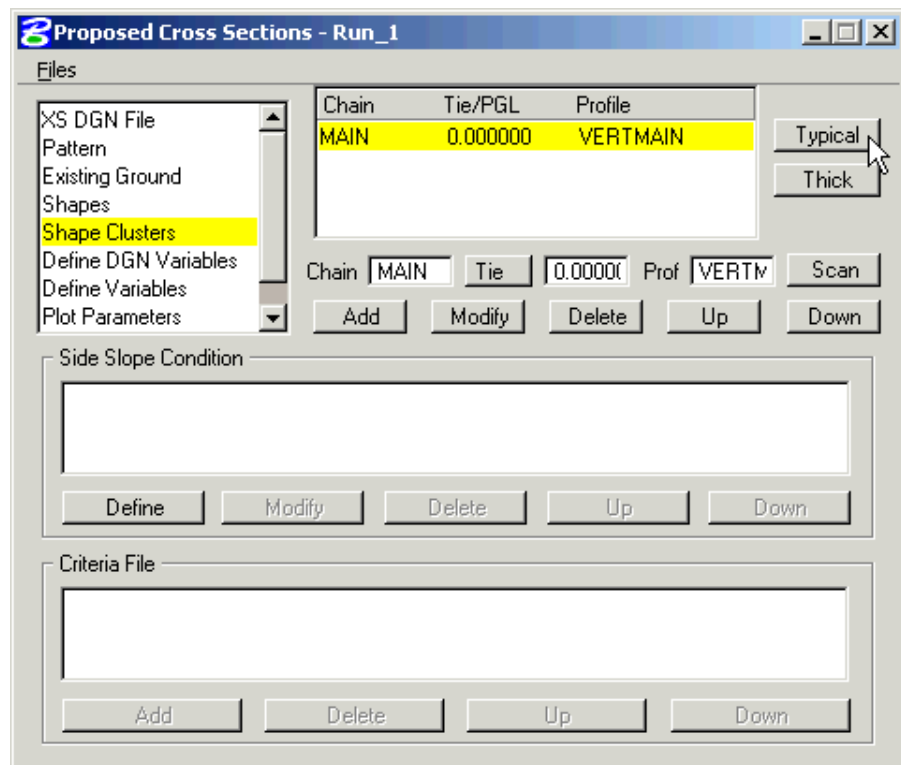 Proposed Cross Sections - Run_1
Files
XS DGN File
Pattern
Existing Ground
Shapes
Shape Clusters
Define DGN Variables
Define Variables
Plot Parameters
Chain Tie/PGL Profile
MAIN 0.000000 VERTMAIN
Typical
Thick
Chain MAIN Tie 0.0000( Prof VERTM Scan
Add Modify Delete Up Down
Side Slope Condition
Define Modify Delete Up Down
Criteria File
Add Delete Up Down